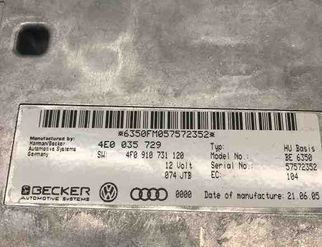 *6350FM057572352*
Manufactured by:
Harman/Becker
Automotive Systems
Germany
4E0 035 729
SW: 4F0 910 731 120
12 Volt
074 JTB
Typ: HU Basis
Model No.: BE 6350
Serial No.: 57572352
EC: 104
BECKER
AUTOMOTIVE SYSTEMS
0000 Date of manufacture: 21.06.05